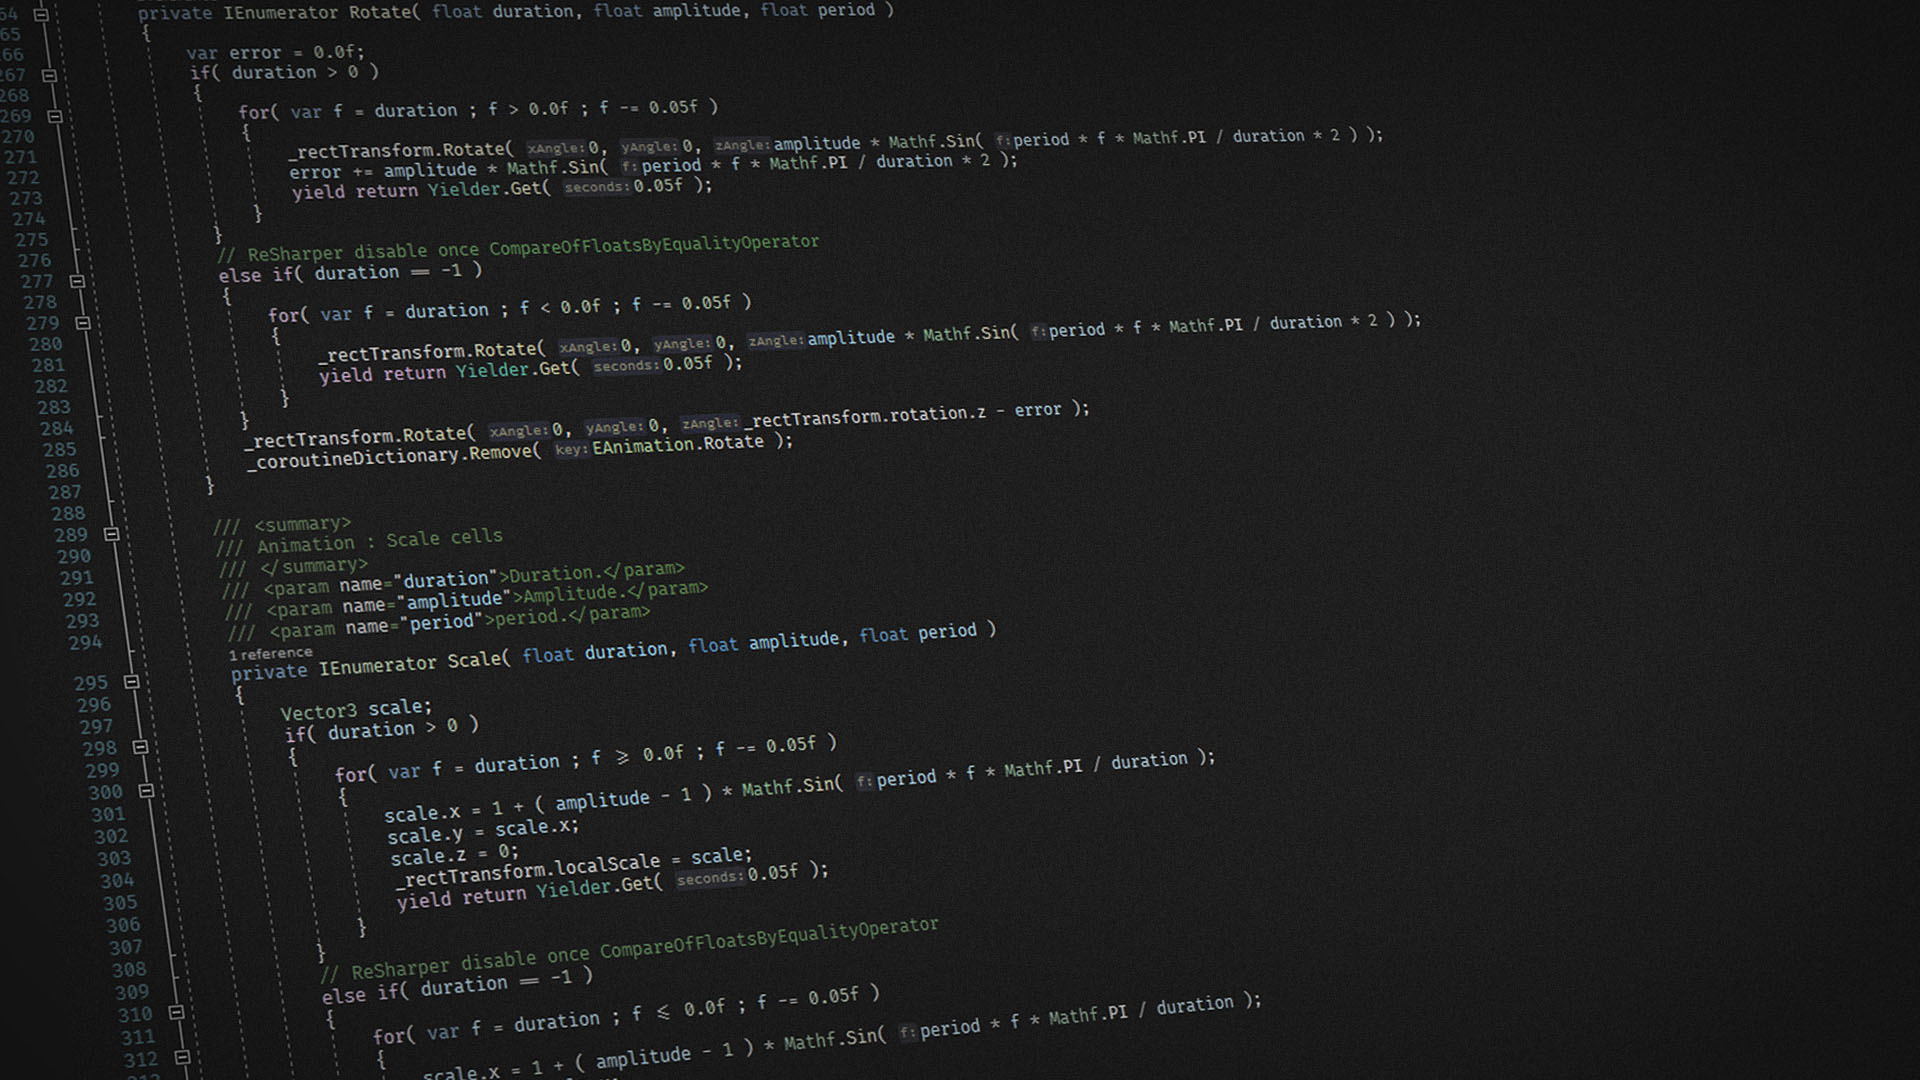 64 private IEnumerator Rotate( float duration, float amplitude, float period )
65 {
266 var error = 0.0f;
267 if( duration > 0 )
268 {
269 for( var f = duration ; f > 0.0f ; f -= 0.05f )
270 {
271 _rectTransform.Rotate( xAngle:0, yAngle:0, zAngle:amplitude * Mathf.Sin( f:period * f * Mathf.PI / duration * 2 ) );
272 error += amplitude * Mathf.Sin( f:period * f * Mathf.PI / duration * 2 );
273 yield return Yielder.Get( seconds:0.05f );
274 }
275 }
276 // ReSharper disable once CompareOfFloatsByEqualityOperator
277 else if( duration == -1 )
278 {
279 for( var f = duration ; f < 0.0f ; f -= 0.05f )
280 {
281 _rectTransform.Rotate( xAngle:0, yAngle:0, zAngle:amplitude * Mathf.Sin( f:period * f * Mathf.PI / duration * 2 ) );
282 yield return Yielder.Get( seconds:0.05f );
283 }
284 }
285 _rectTransform.Rotate( xAngle:0, yAngle:0, zAngle:_rectTransform.rotation.z - error );
286 _coroutineDictionary.Remove( key:EAnimation.Rotate );
287 }
288
289 /// <summary>
290 /// Animation : Scale cells
291 /// </summary>
292 /// <param name="duration">Duration.</param>
293 /// <param name="amplitude">Amplitude.</param>
294 /// <param name="period">period.</param>
1 reference
295 private IEnumerator Scale( float duration, float amplitude, float period )
296 {
297 Vector3 scale;
298 if( duration > 0 )
299 {
300 for( var f = duration ; f ⩾ 0.0f ; f -= 0.05f )
301 {
302 scale.x = 1 + ( amplitude - 1 ) * Mathf.Sin( f:period * f * Mathf.PI / duration );
303 scale.y = scale.x;
304 scale.z = 0;
305 _rectTransform.localScale = scale;
306 yield return Yielder.Get( seconds:0.05f );
307 }
308 }
309 // ReSharper disable once CompareOfFloatsByEqualityOperator
310 else if( duration == -1 )
311 {
312 for( var f = duration ; f ⩽ 0.0f ; f -= 0.05f )
{
scale.x = 1 + ( amplitude - 1 ) * Mathf.Sin( f:period * f * Mathf.PI / duration );